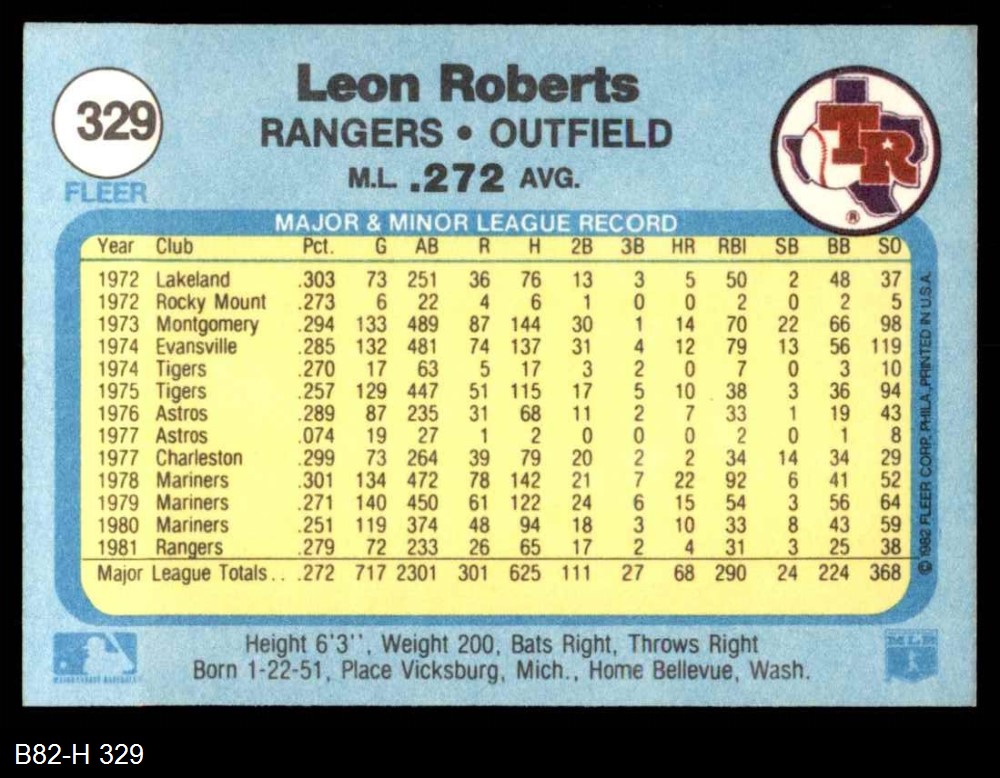 329
FLEER
Leon Roberts
RANGERS • OUTFIELD
M.L. .272 AVG.
TR
®
MAJOR & MINOR LEAGUE RECORD
Year Club Pct. G AB R H 2B 3B HR RBI SB BB SO
1972 Lakeland .303 73 251 36 76 13 3 5 50 2 48 37
1972 Rocky Mount .273 6 22 4 6 1 0 0 2 0 2 5
1973 Montgomery .294 133 489 87 144 30 1 14 70 22 66 98
1974 Evansville .285 132 481 74 137 31 4 12 79 13 56 119
1974 Tigers .270 17 63 5 17 3 2 0 7 0 3 10
1975 Tigers .257 129 447 51 115 17 5 10 38 3 36 94
1976 Astros .289 87 235 31 68 11 2 7 33 1 19 43
1977 Astros .074 19 27 1 2 0 0 0 2 0 1 8
1977 Charleston .299 73 264 39 79 20 2 2 34 14 34 29
1978 Mariners .301 134 472 78 142 21 7 22 92 6 41 52
1979 Mariners .271 140 450 61 122 24 6 15 54 3 56 64
1980 Mariners .251 119 374 48 94 18 3 10 33 8 43 59
1981 Rangers .279 72 233 26 65 17 2 4 31 3 25 38
Major League Totals . . .272 717 2301 301 625 111 27 68 290 24 224 368
©1982 FLEER CORP. PHILA., PRINTED IN U.S.A.
Height 6'3'', Weight 200, Bats Right, Throws Right
Born 1-22-51, Place Vicksburg, Mich., Home Bellevue, Wash.
MAJOR LEAGUE BASEBALL
MLB
B82-H 329